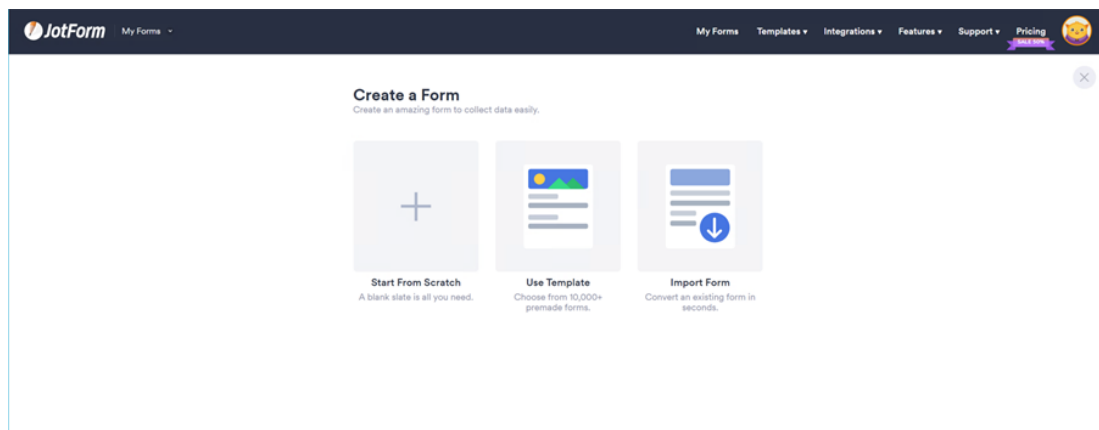 JotForm
My Forms
My Forms
Templates
Integrations
Features
Support
Pricing
SALE 50%
Create a Form
Create an amazing form to collect data easily.
Start From Scratch
A blank slate is all you need.
Use Template
Choose from 10,000+
premade forms.
Import Form
Convert an existing form in
seconds.